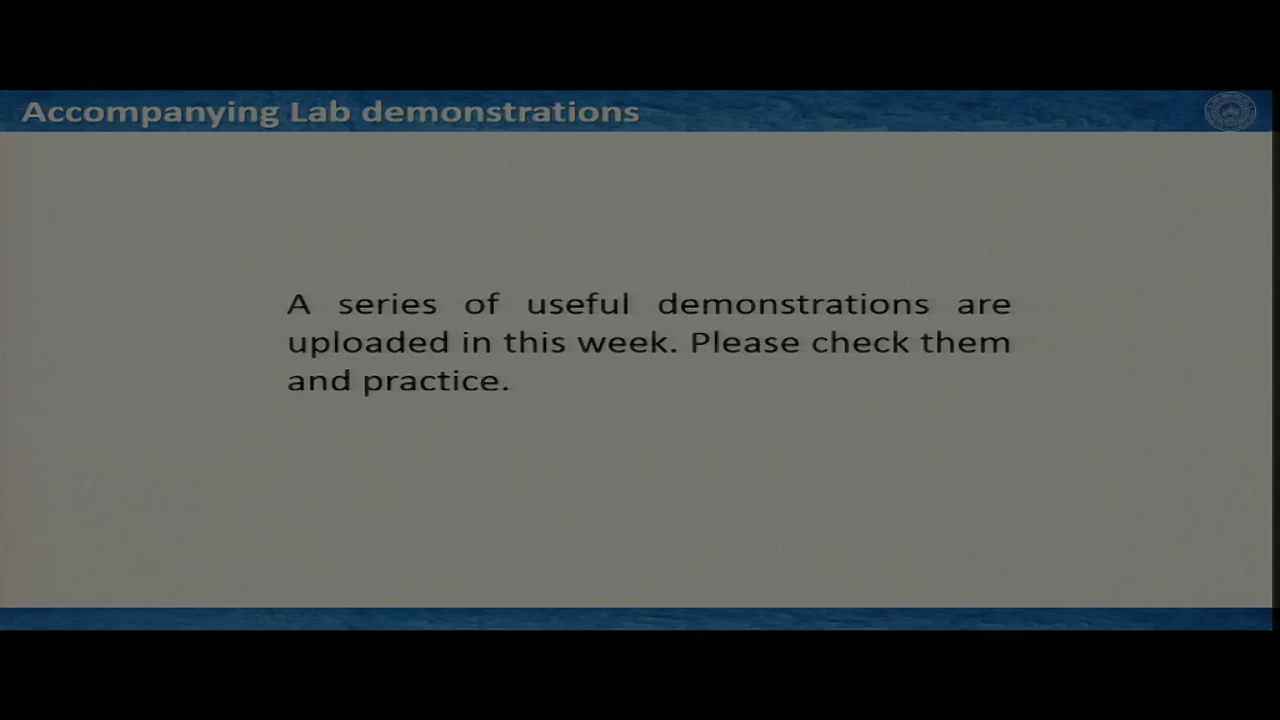 Accompanying Lab demonstrations
A series of useful demonstrations are
uploaded in this week. Please check them
and practice.